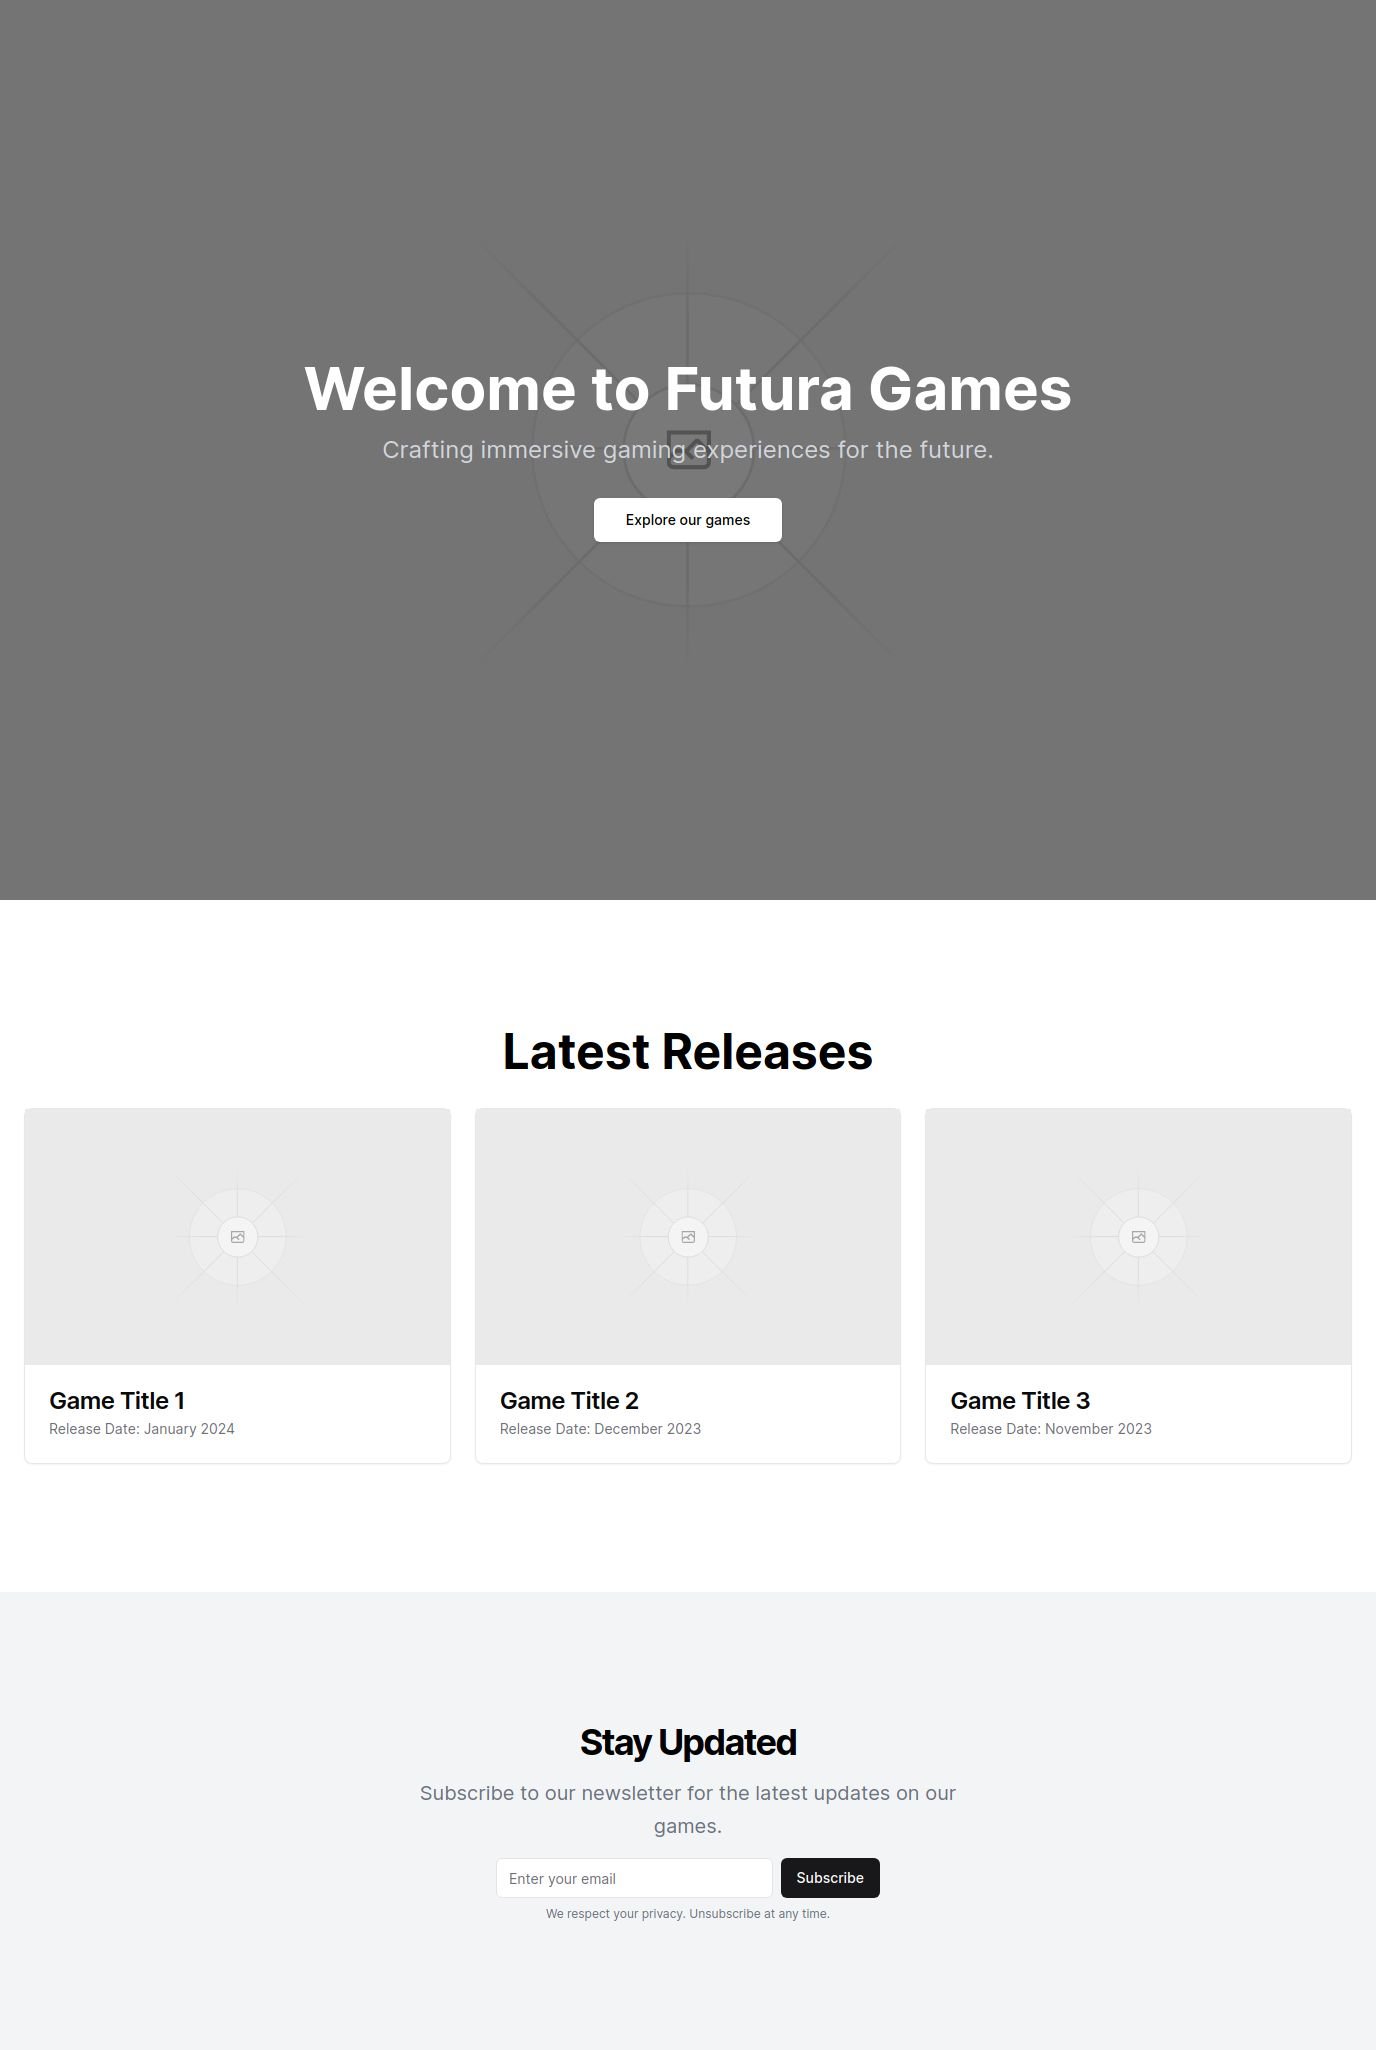 Welcome to Futura Games
Crafting immersive gaming experiences for the future.
Explore our games
Latest Releases
Game Title 1
Release Date: January 2024
Game Title 2
Release Date: December 2023
Game Title 3
Release Date: November 2023
Stay Updated
Subscribe to our newsletter for the latest updates on our
games.
Enter your email
Subscribe
We respect your privacy. Unsubscribe at any time.